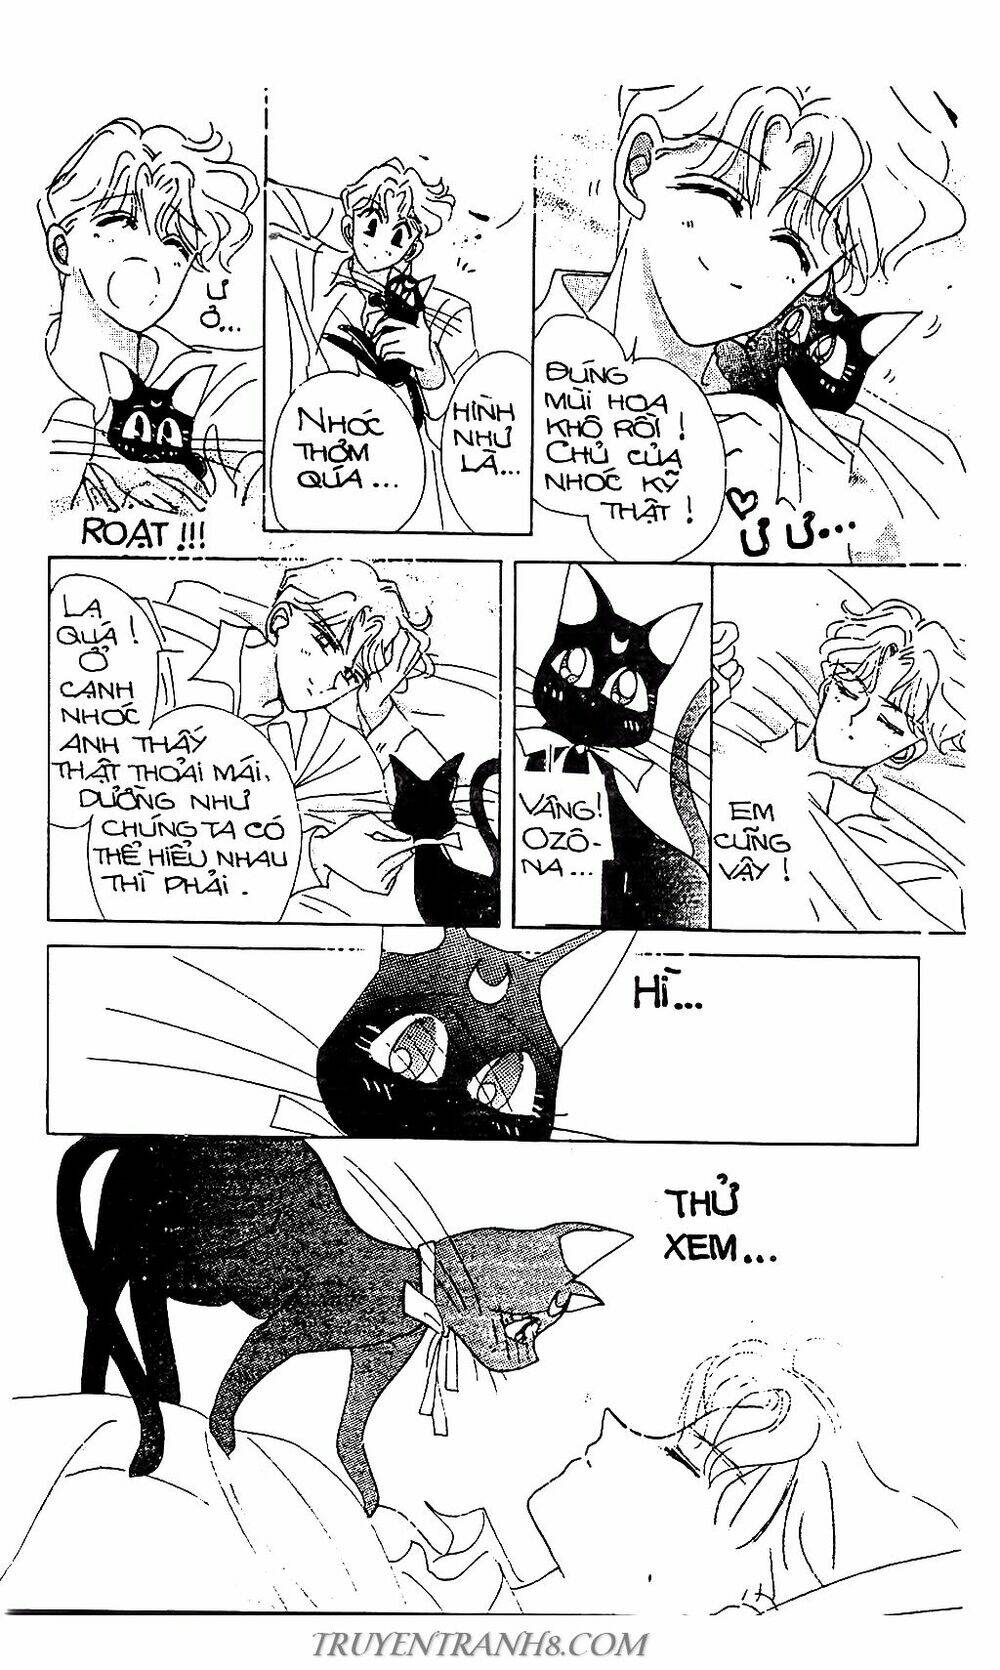 Ư
Ở...
ROẠT!!!
NHÓC
THƠM
QÚA...
HÌNH
NHƯ
LÀ...
ĐÚNG
MÙI HOA
KHÔ RỒI!
CHỦ CỦA
NHÓC KỸ
THẬT!
Ư Ư...
LẠ
QUÁ!
Ở
CẠNH
NHÓC
ANH THẤY
THẬT THOẢI MÁI,
DƯỜNG NHƯ
CHÚNG TA CÓ
THỂ HIỂU NHAU
THÌ PHẢI.
VÂNG!
OZÔ-
NA...
EM
CŨNG
VẬY!
HÌ...
THỬ
XEM...
TRUYENTRANH8.COM